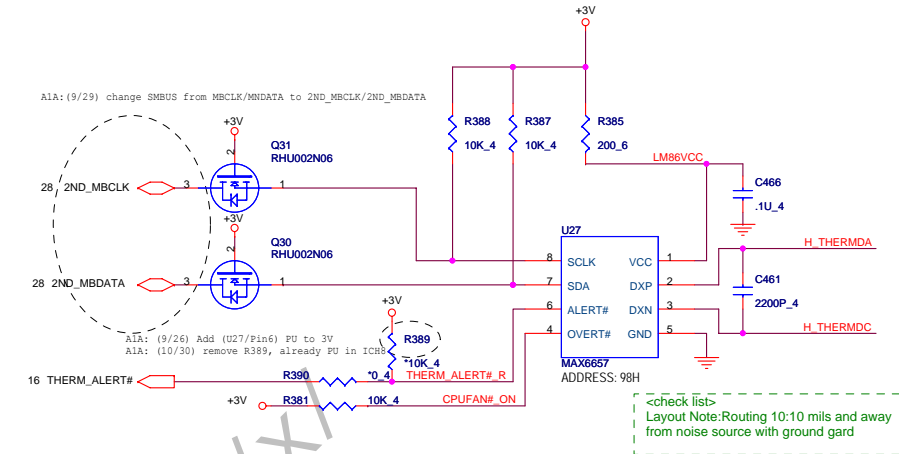 +3V
A1A:(9/29) change SMBUS from MBCLK/MNDATA to 2ND_MBCLK/2ND_MBDATA
+3V
Q31
RHU002N06
2
28 2ND_MBCLK
3
1
R388
10K_4
R387
10K_4
R385
200_6
LM86VCC
C466
.1U_4
+3V
Q30
RHU002N06
2
28 2ND_MBDATA
3
1
U27
8 SCLK VCC 1
7 SDA DXP 2
6 ALERT# DXN 3
4 OVERT# GND 5
MAX6657
ADDRESS: 98H
H_THERMDA
C461
2200P_4
H_THERMDC
+3V
A1A: (9/26) Add (U27/Pin6) PU to 3V
A1A: (10/30) remove R389, already PU in ICH8
R389
*10K_4
16 THERM_ALERT#
R390
*0_4
THERM_ALERT#_R
+3V
R381
10K_4
CPUFAN#_ON
<check list>
Layout Note:Routing 10:10 mils and away
from noise source with ground gard